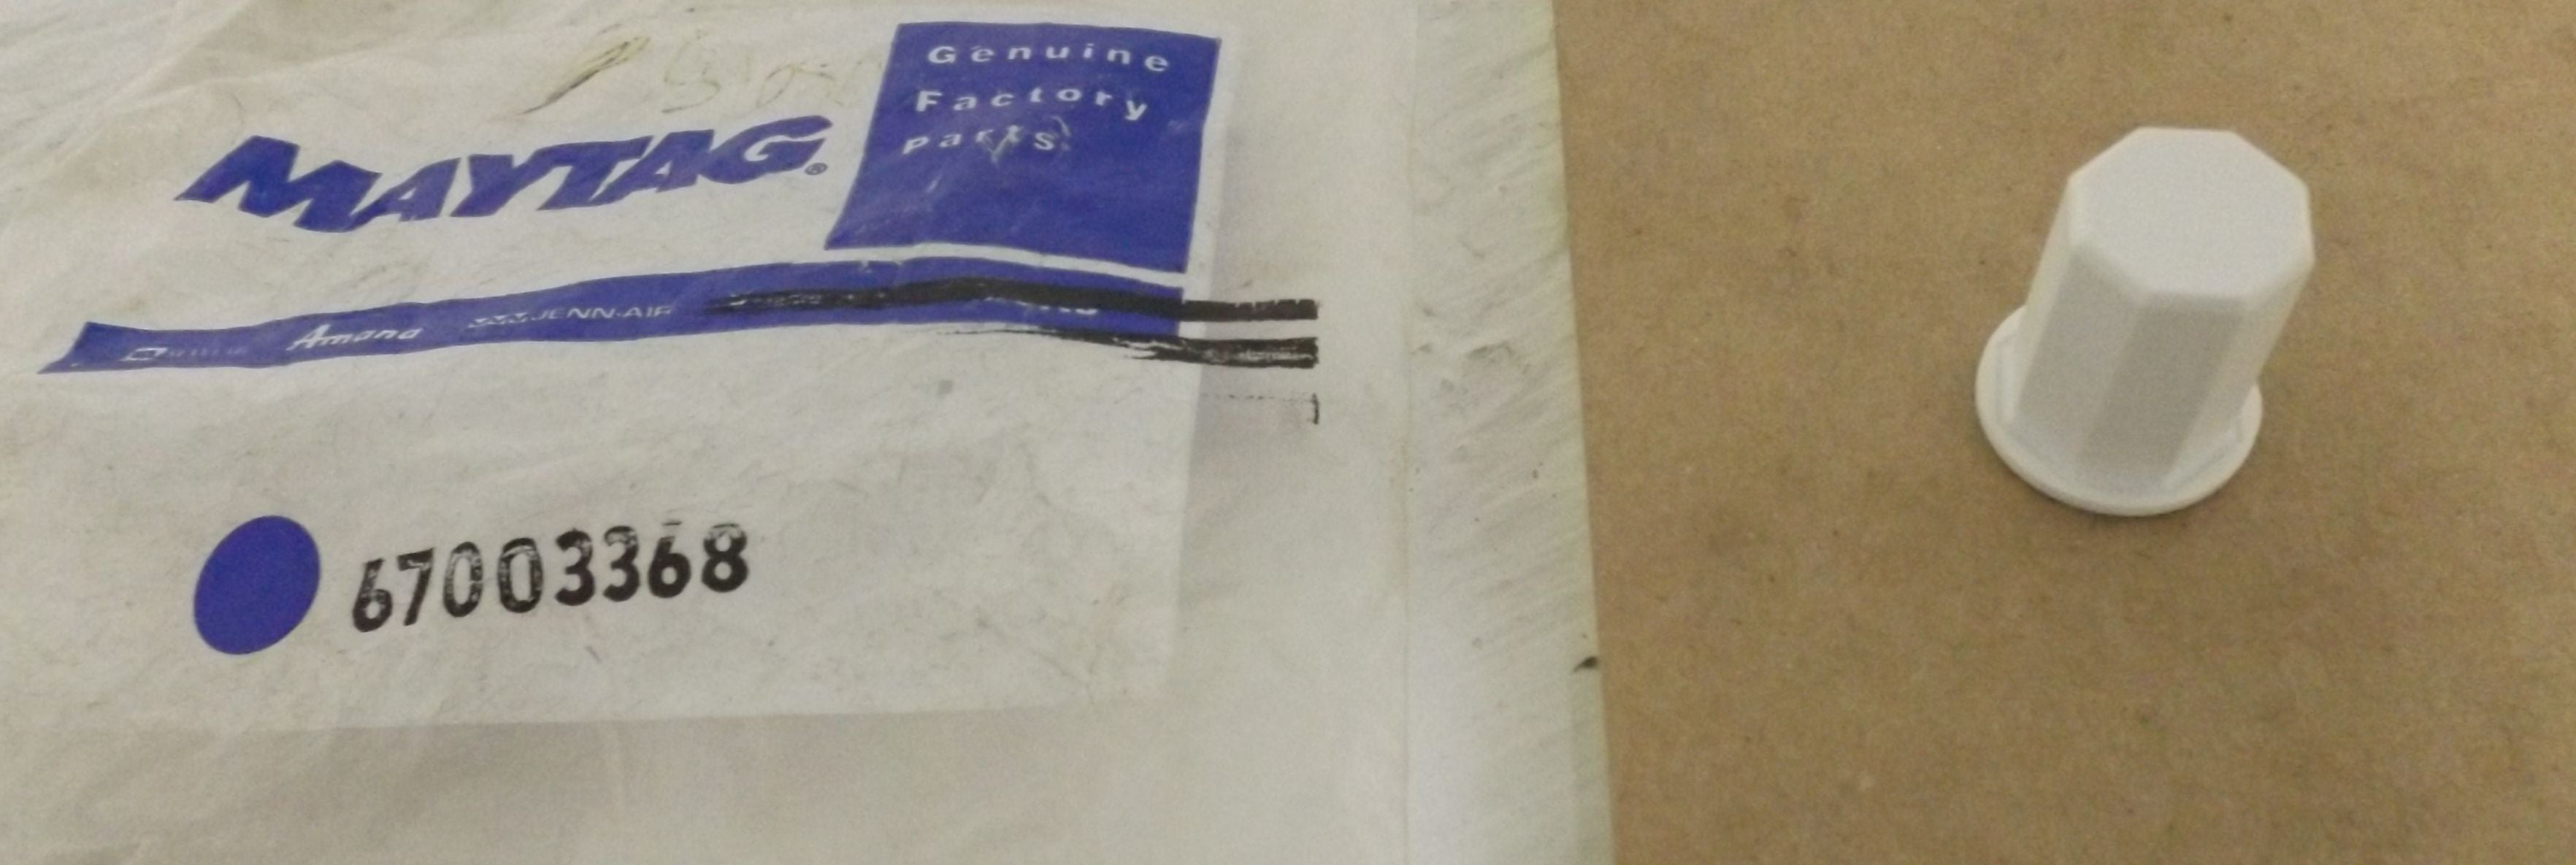 Genuine
Factory
parts
MAYTAG®
Amana JENN-AIR
67003368